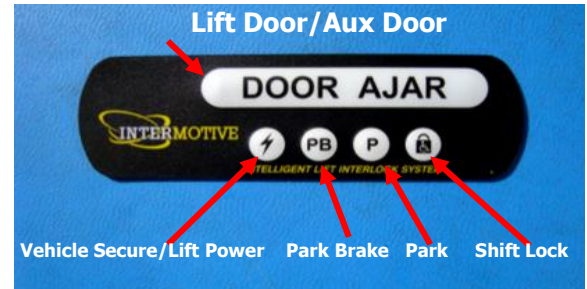 Lift Door/Aux Door
DOOR AJAR
INTERMOTIVE
PB P
INTELLIGENT LIFT INTERLOCK SYSTEM
Vehicle Secure/Lift Power Park Brake Park Shift Lock